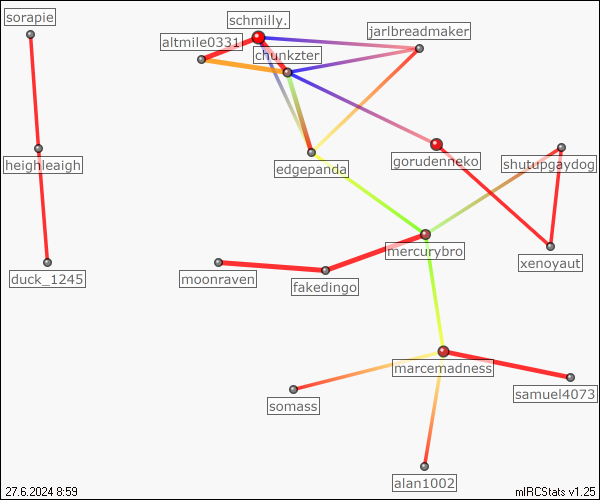 sorapie
schmilly.
jarlbreadmaker
altmile0331
chunkzter
heighleaigh
edgepanda
gorudenneko
shutupgaydog
mercurybro
xenoyaut
duck_1245
moonraven
fakedingo
marcemadness
samuel4073
somass
alan1002
27.6.2024 8:59
mIRCStats v1.25